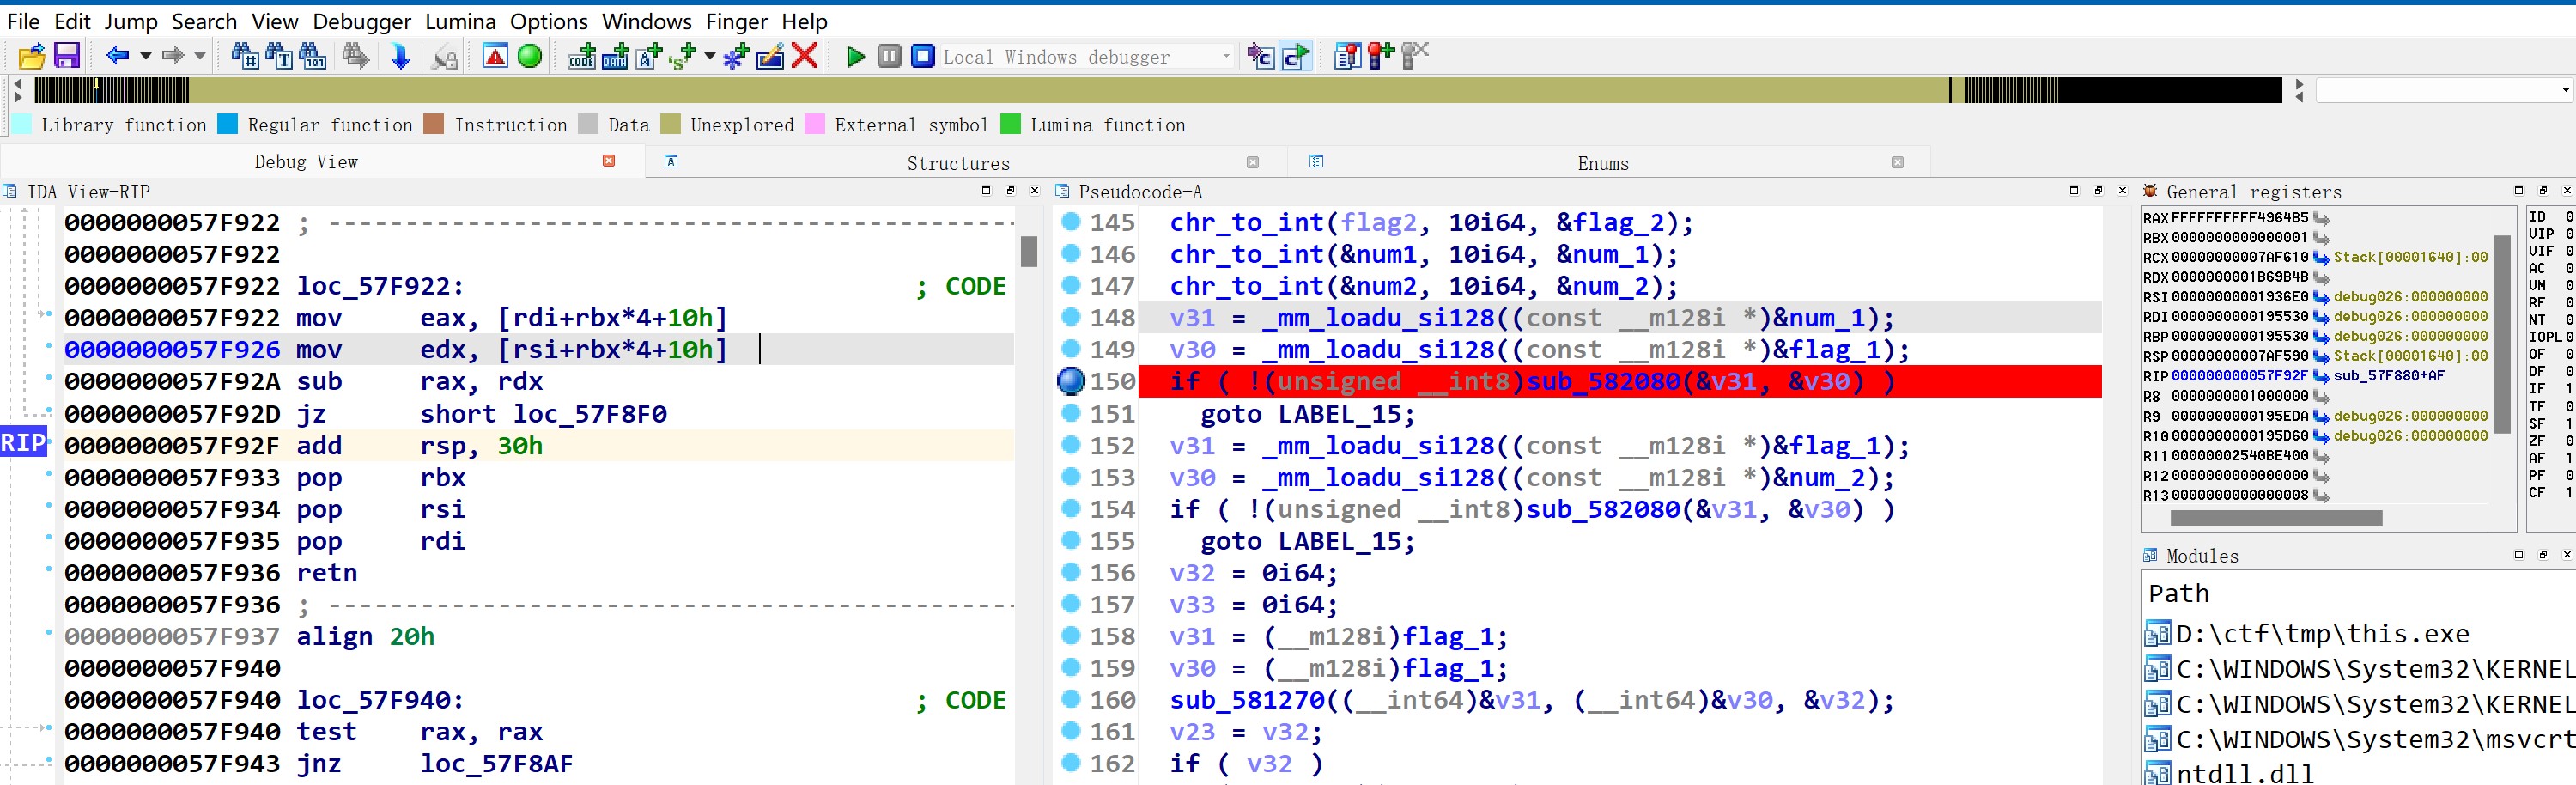 File Edit Jump Search View Debugger Lumina Options Windows Finger Help
Local Windows debugger
Library function Regular function Instruction Data Unexplored External symbol Lumina function
Debug View Structures Enums
IDA View-RIP
0000000057F922 ; ----------------------------------------------------
0000000057F922
0000000057F922 loc_57F922: ; CODE
0000000057F922 mov eax, [rdi+rbx*4+10h]
0000000057F926 mov edx, [rsi+rbx*4+10h]
0000000057F92A sub rax, rdx
0000000057F92D jz short loc_57F8F0
RIP 0000000057F92F add rsp, 30h
0000000057F933 pop rbx
0000000057F934 pop rsi
0000000057F935 pop rdi
0000000057F936 retn
0000000057F936 ; ----------------------------------------------------
0000000057F937 align 20h
0000000057F940
0000000057F940 loc_57F940: ; CODE
0000000057F940 test rax, rax
0000000057F943 jnz loc_57F8AF
Pseudocode-A
145 chr_to_int(flag2, 10i64, &flag_2);
146 chr_to_int(&num1, 10i64, &num_1);
147 chr_to_int(&num2, 10i64, &num_2);
148 v31 = _mm_loadu_si128((const __m128i *)&num_1);
149 v30 = _mm_loadu_si128((const __m128i *)&flag_1);
150 if ( !(unsigned __int8)sub_582080(&v31, &v30) )
151 goto LABEL_15;
152 v31 = _mm_loadu_si128((const __m128i *)&flag_1);
153 v30 = _mm_loadu_si128((const __m128i *)&num_2);
154 if ( !(unsigned __int8)sub_582080(&v31, &v30) )
155 goto LABEL_15;
156 v32 = 0i64;
157 v33 = 0i64;
158 v31 = (__m128i)flag_1;
159 v30 = (__m128i)flag_1;
160 sub_581270((__int64)&v31, (__int64)&v30, &v32);
161 v23 = v32;
162 if ( v32 )
General registers
RAX FFFFFFFFFF4964B5
RBX 0000000000000001
RCX 00000000007AF610 Stack[00001640]:00
RDX 0000000001B69B4B
RSI 00000000001936E0 debug026:000000000
RDI 0000000000195530 debug026:000000000
RBP 0000000000195530 debug026:000000000
RSP 00000000007AF590 Stack[00001640]:00
RIP 000000000057F92F sub_57F880+AF
R8 0000000001000000
R9 0000000000195EDA debug026:000000000
R10 0000000000195D60 debug026:000000000
R11 00000002540BE400
R12 0000000000000000
R13 0000000000000008
ID 0
VIP 0
VIF 0
AC 0
VM 0
RF 0
NT 0
IOPL 0
OF 0
DF 0
IF 1
TF 0
SF 1
ZF 0
AF 1
PF 0
CF 1
Modules
Path
D:\ctf\tmp\this.exe
C:\WINDOWS\System32\KERNEL
C:\WINDOWS\System32\KERNEL
C:\WINDOWS\System32\msvcrt
ntdll.dll